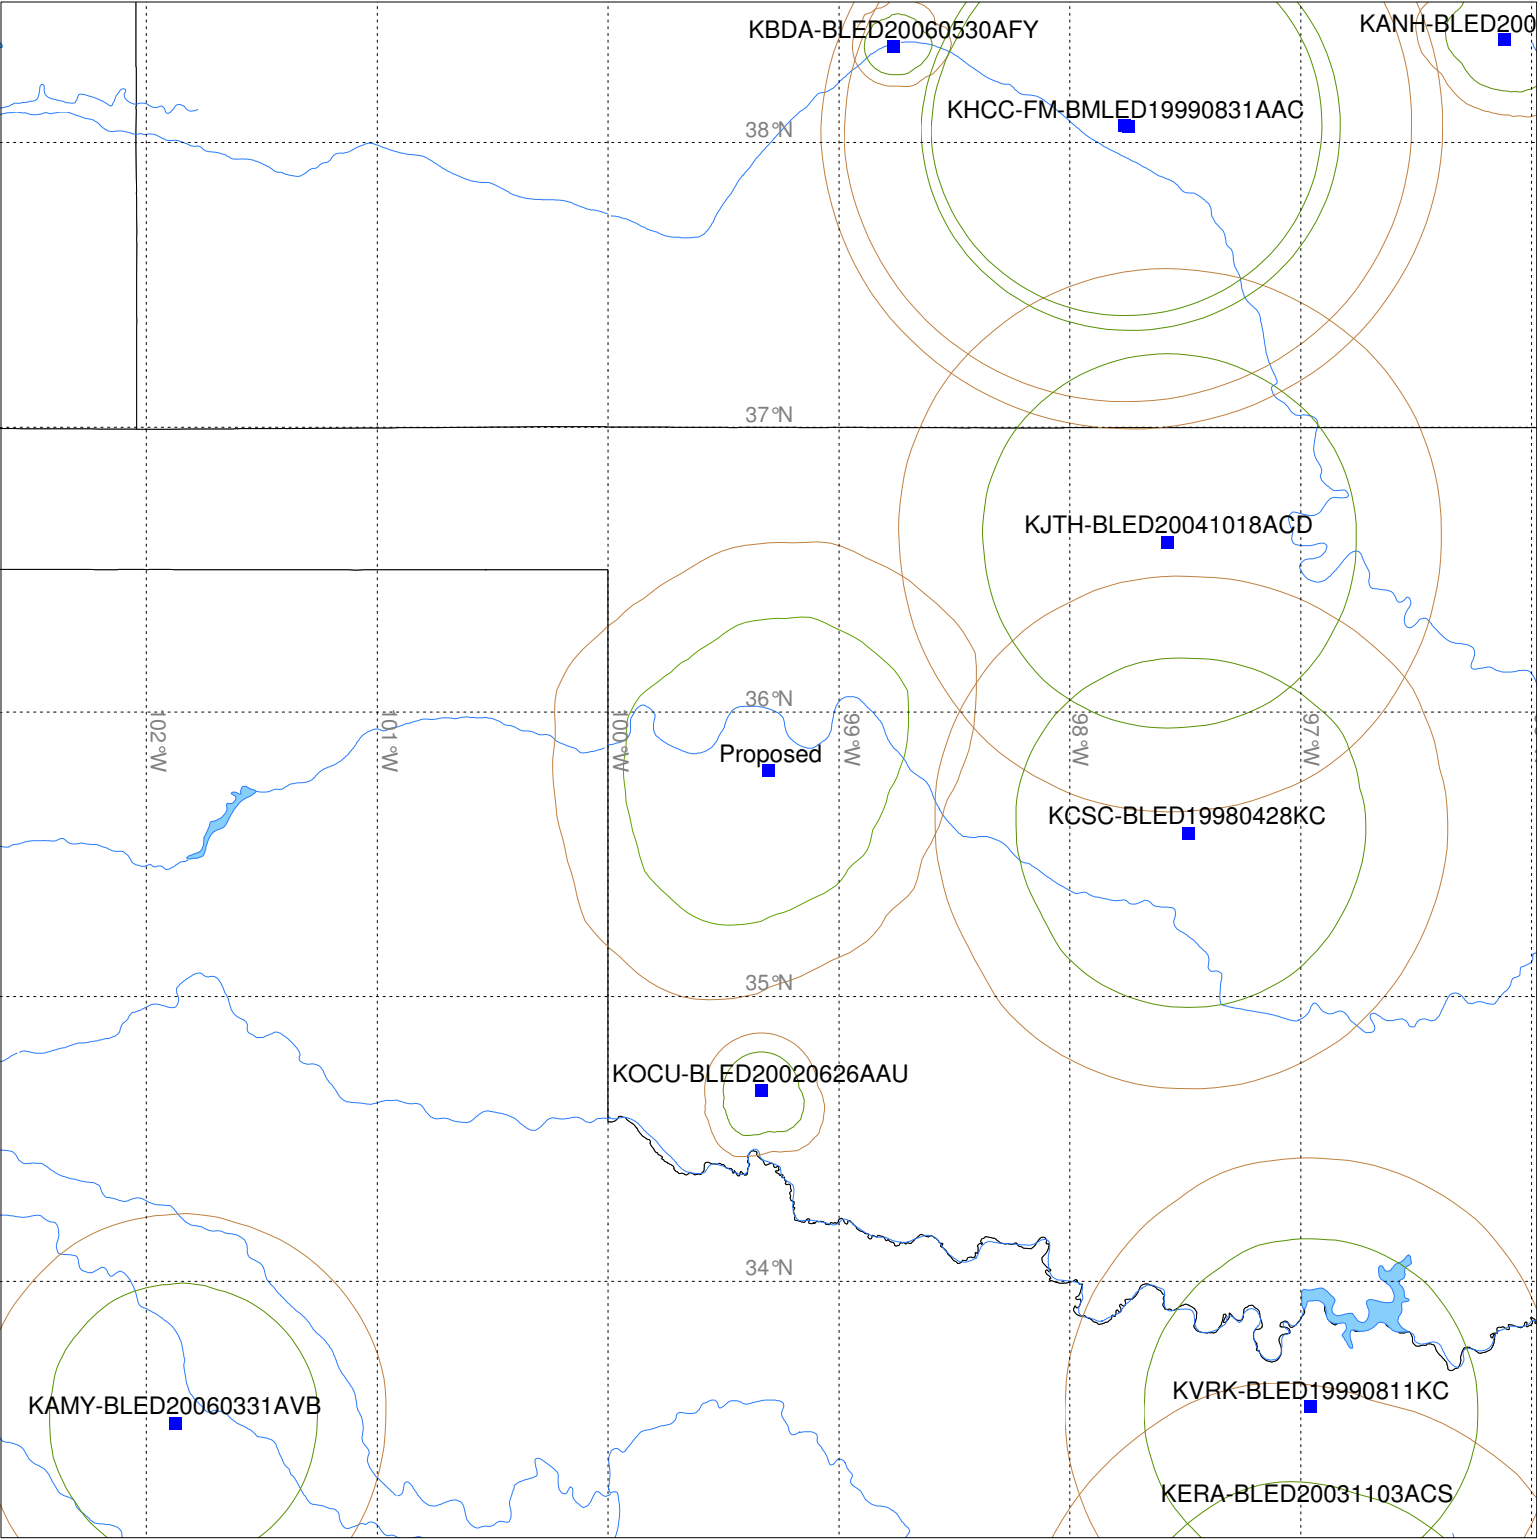 KBDA-BLED20060530AFY
KANH-BLED200
KHCC-FM-BMLED19990831AAC
38°N
37°N
KJTH-BLED20041018ACD
36°N
102°W
101°W
100°W
99°W
98°W
97°W
Proposed
KCSC-BLED19980428KC
35°N
KOCU-BLED20020626AAU
34°N
KAMY-BLED20060331AVB
KVRK-BLED19990811KC
KERA-BLED20031103ACS